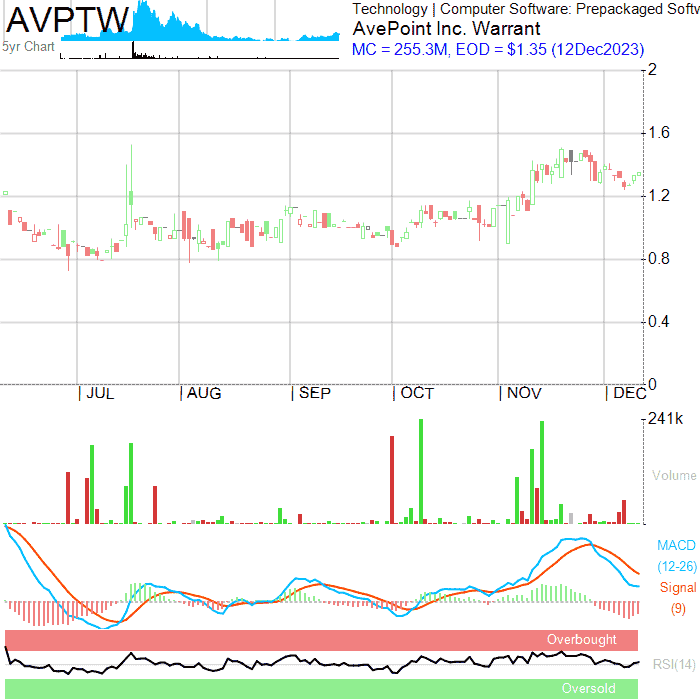 AVPTW
5yr Chart
Technology | Computer Software: Prepackaged Softw
AvePoint Inc. Warrant
MC = 255.3M, EOD = $1.35 (12Dec2023)
2
1.6
1.2
0.8
0.4
0
| JUL | AUG | SEP | OCT | NOV | DEC
241k
Volume
MACD
(12-26)
Signal
(9)
Overbought
RSI(14)
Oversold